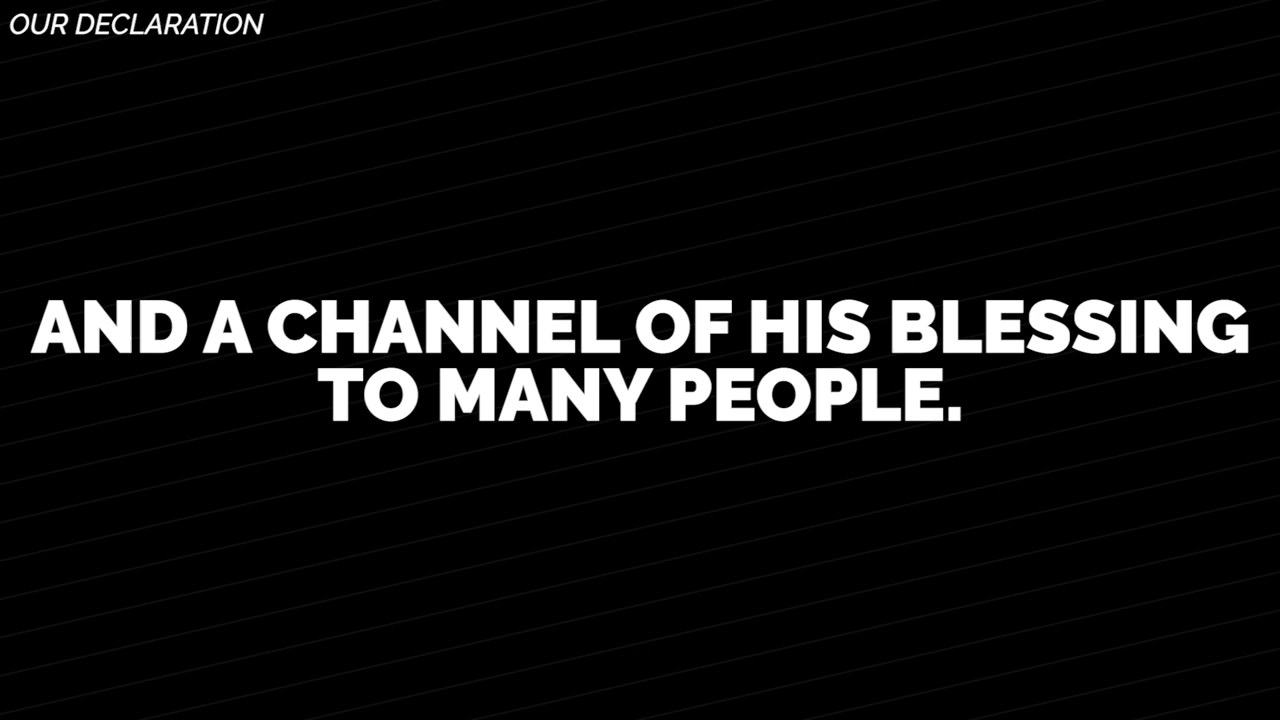 OUR DECLARATION
AND A CHANNEL OF HIS BLESSING
TO MANY PEOPLE.